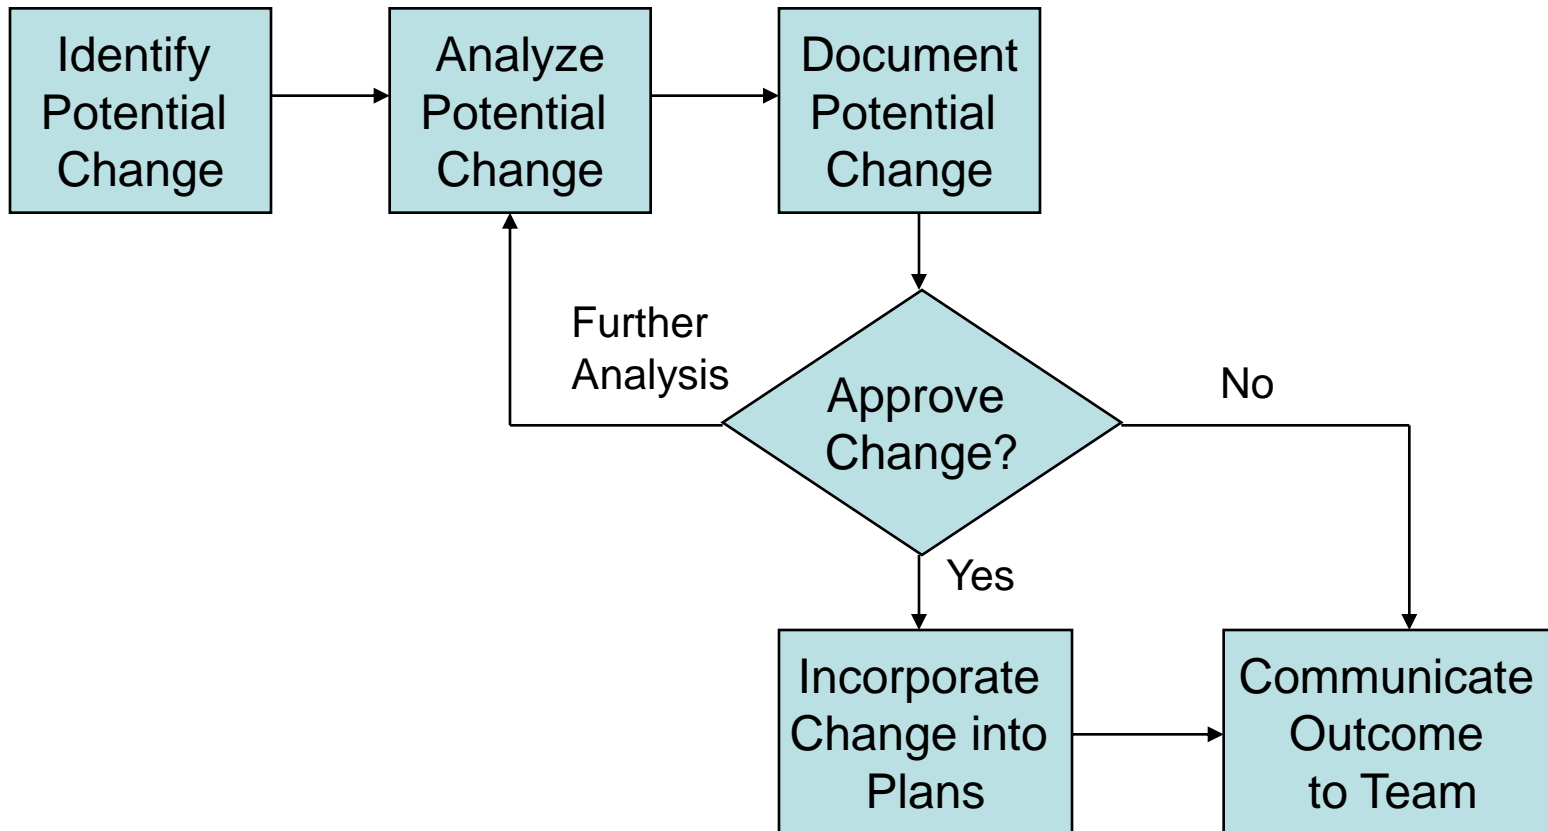 Identify
Potential
Change
Analyze
Potential
Change
Document
Potential
Change
Further
Analysis
Approve
Change?
No
Yes
Incorporate
Change into
Plans
Communicate
Outcome
to Team